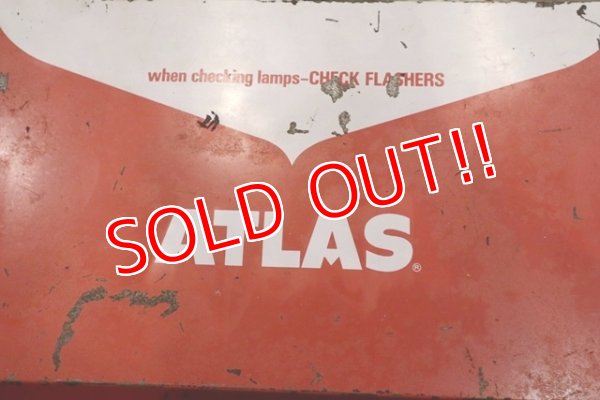 when checking lamps-CHECK FLASHERS
SOLD OUT!!
ATLAS®